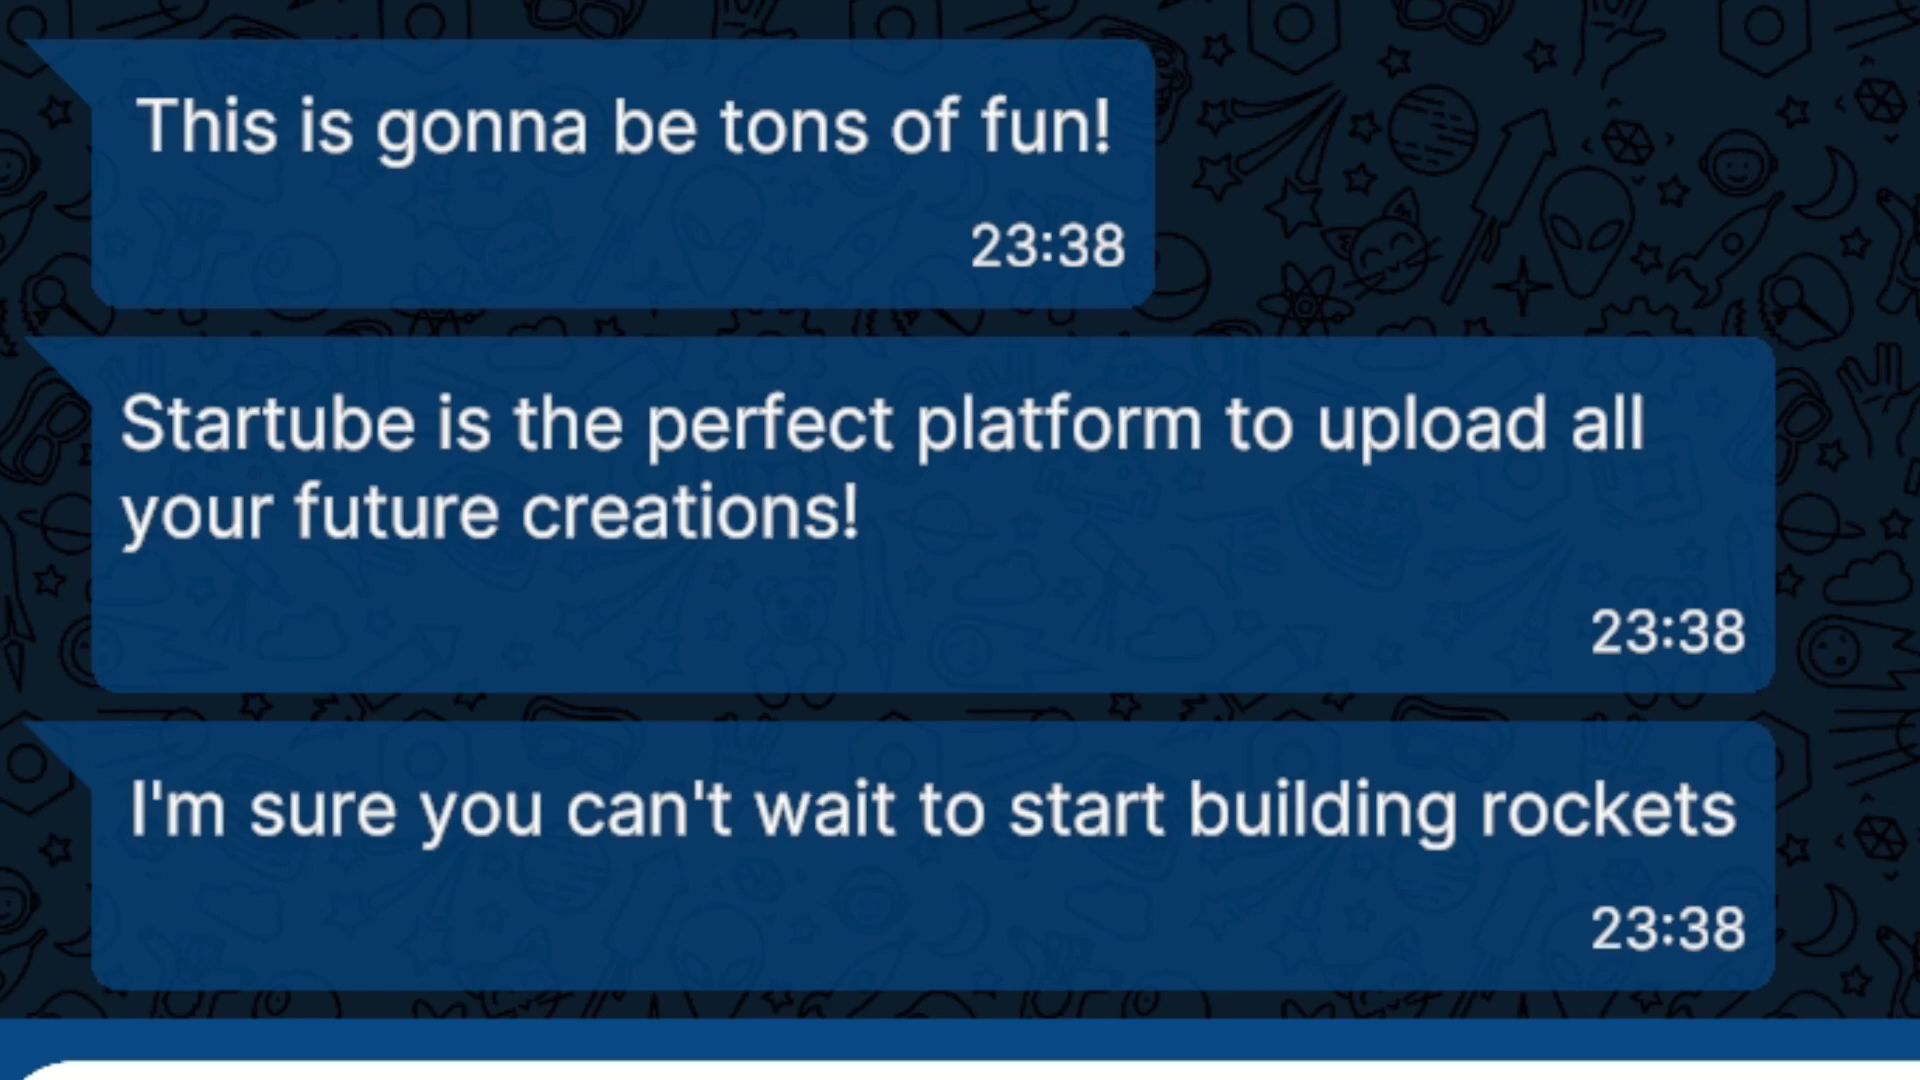 This is gonna be tons of fun!
23:38
Startube is the perfect platform to upload all
your future creations!
23:38
I'm sure you can't wait to start building rockets
23:38